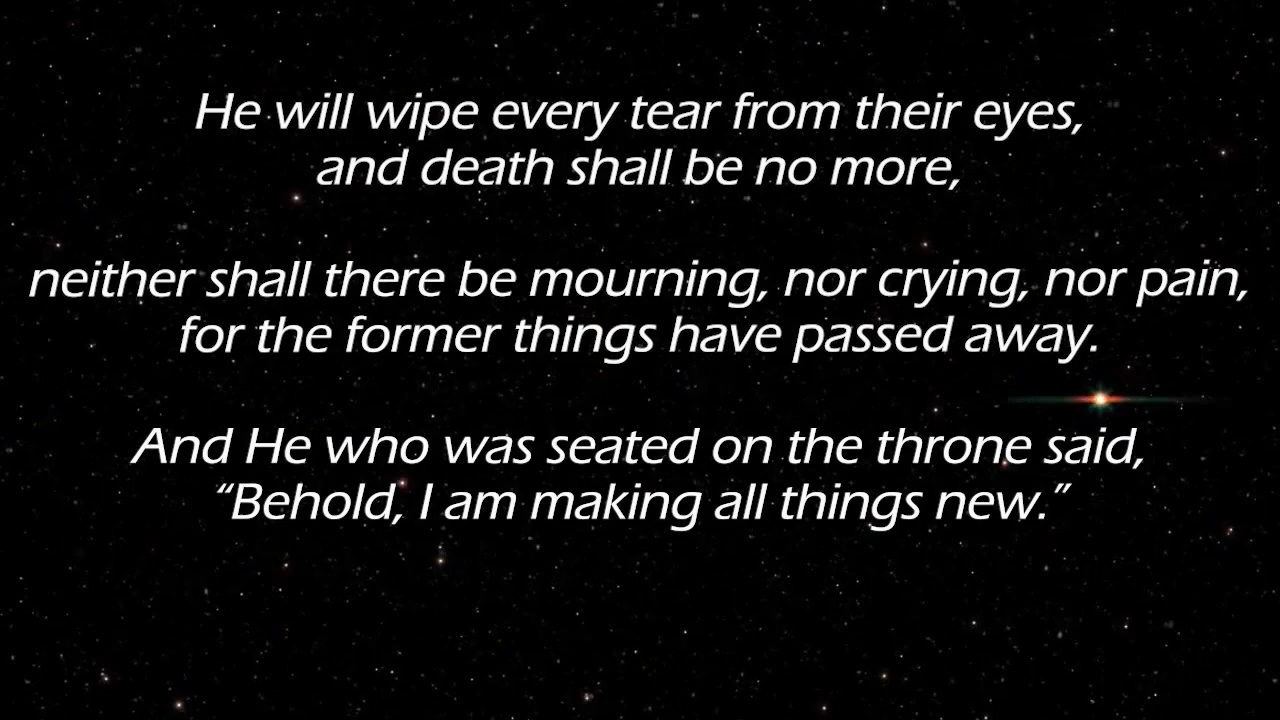 He will wipe every tear from their eyes,
and death shall be no more,
neither shall there be mourning, nor crying, nor pain,
for the former things have passed away.
And He who was seated on the throne said,
“Behold, I am making all things new.”